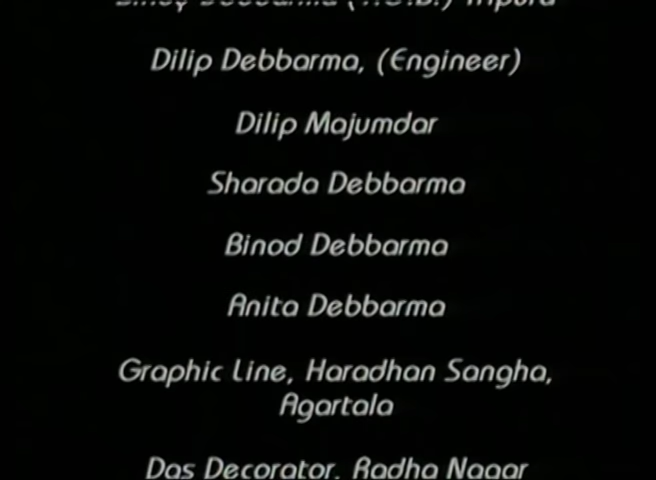 Tripura
Dilip Debbarma, (Engineer)
Dilip Majumdar
Sharada Debbarma
Binod Debbarma
Anita Debbarma
Graphic Line, Haradhan Sangha,
Agartala
Das Decorator, Radha Nagar